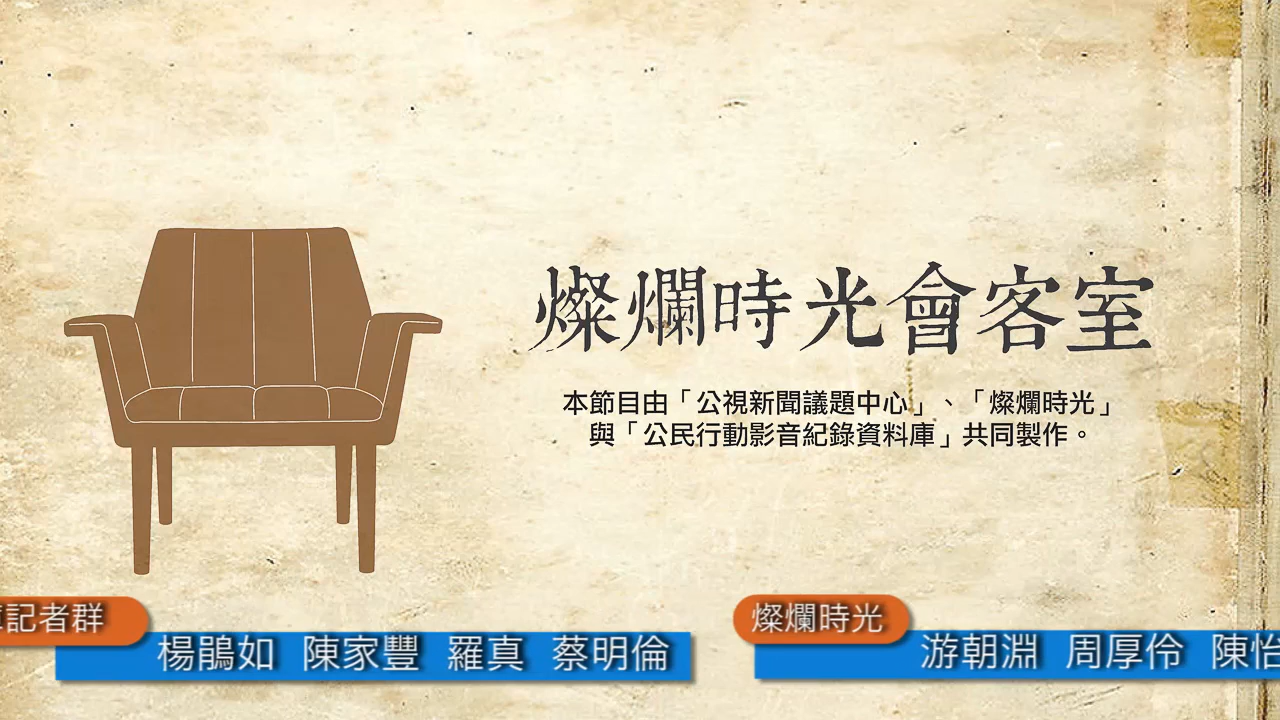 燦爛時光會客室
本節目由「公視新聞議題中心」、「燦爛時光」
與「公民行動影音紀錄資料庫」共同製作。
記者群
楊鵑如 陳家豐 羅真 蔡明倫
燦爛時光
游朝淵 周厚伶 陳怡